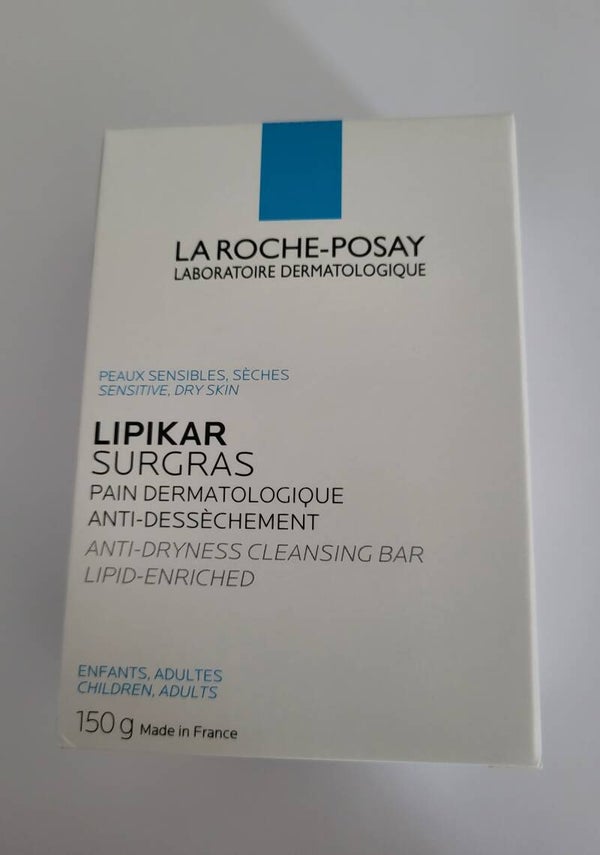 LA ROCHE-POSAY
LABORATOIRE DERMATOLOGIQUE
PEAUX SENSIBLES, SÈCHES
SENSITIVE, DRY SKIN
LIPIKAR
SURGRAS
PAIN DERMATOLOGIQUE
ANTI-DESSÈCHEMENT
ANTI-DRYNESS CLEANSING BAR
LIPID-ENRICHED
ENFANTS, ADULTES
CHILDREN, ADULTS
150 g Made in France